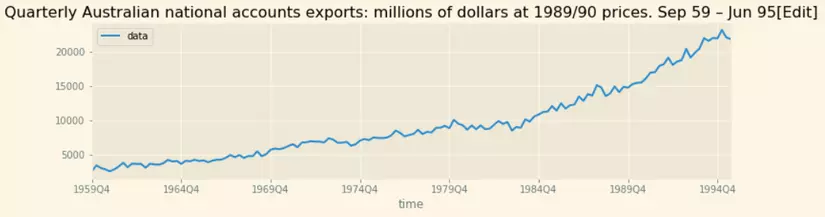 Quarterly Australian national accounts exports: millions of dollars at 1989/90 prices. Sep 59 – Jun 95[Edit]
data
20000
15000
10000
5000
1959Q4 1964Q4 1969Q4 1974Q4 1979Q4 1984Q4 1989Q4 1994Q4
time